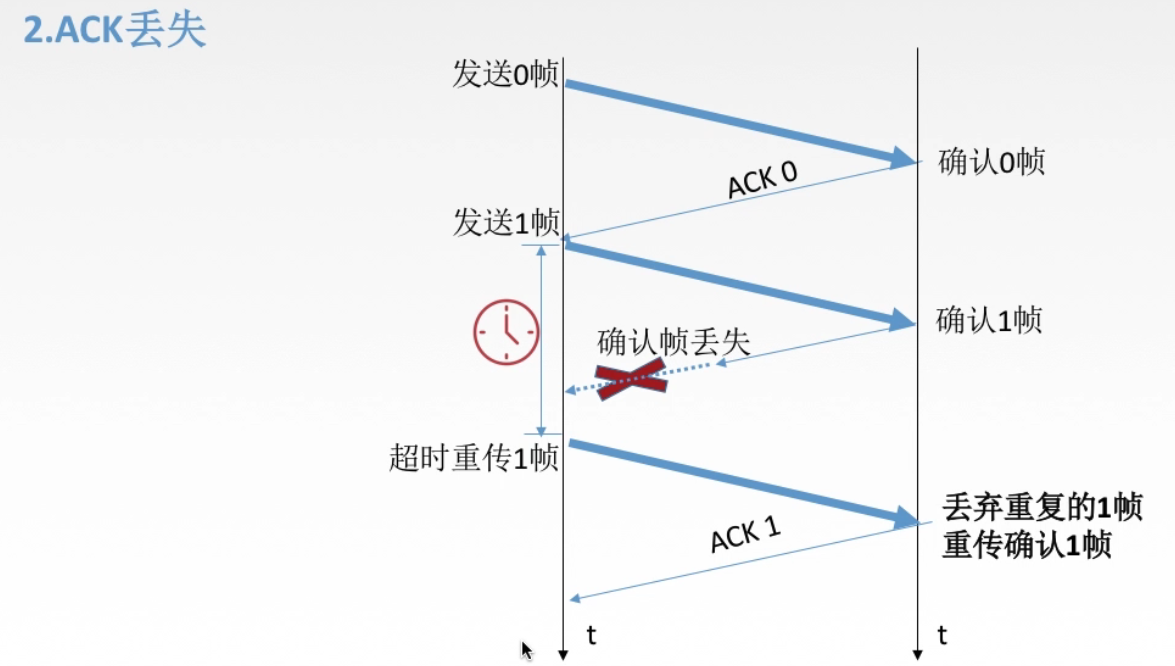 2.ACK丢失
发送0帧
确认0帧
ACK 0
发送1帧
确认1帧
确认帧丢失
超时重传1帧
丢弃重复的1帧
重传确认1帧
ACK 1
t
t